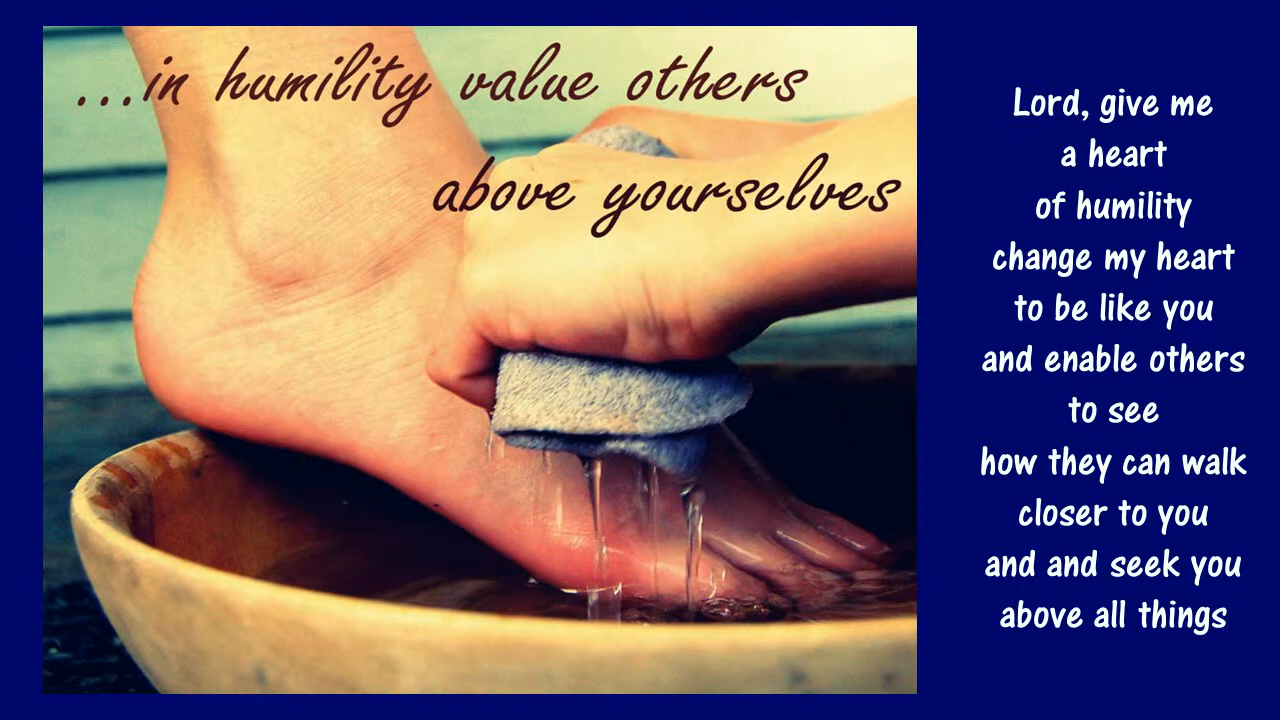 ...in humility value others
above yourselves
Lord, give me
a heart
of humility
change my heart
to be like you
and enable others
to see
how they can walk
closer to you
and and seek you
above all things